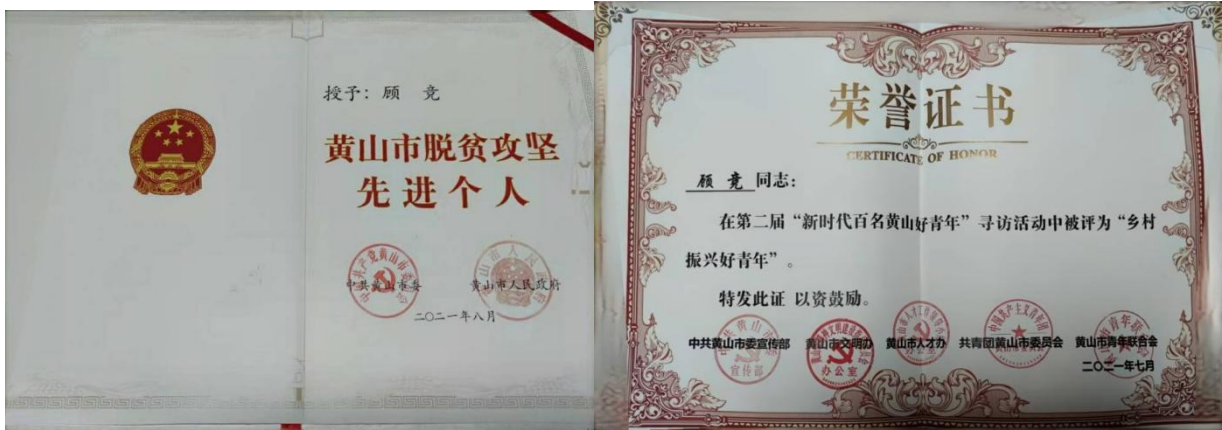 授予：顾 竞
黄山市脱贫攻坚
先进个人
中共黄山市委
黄山市人民政府
二〇二一年八月
荣誉证书
CERTIFICATE OF HONOR
顾 竞 同志：
在第二届“新时代百名黄山好青年”寻访活动中被评为“乡村
振兴好青年”。
特发此证 以资鼓励。
中共黄山市委宣传部 黄山市文明办 黄山市人才办 共青团黄山市委员会 黄山市青年联合会
二〇二一年七月